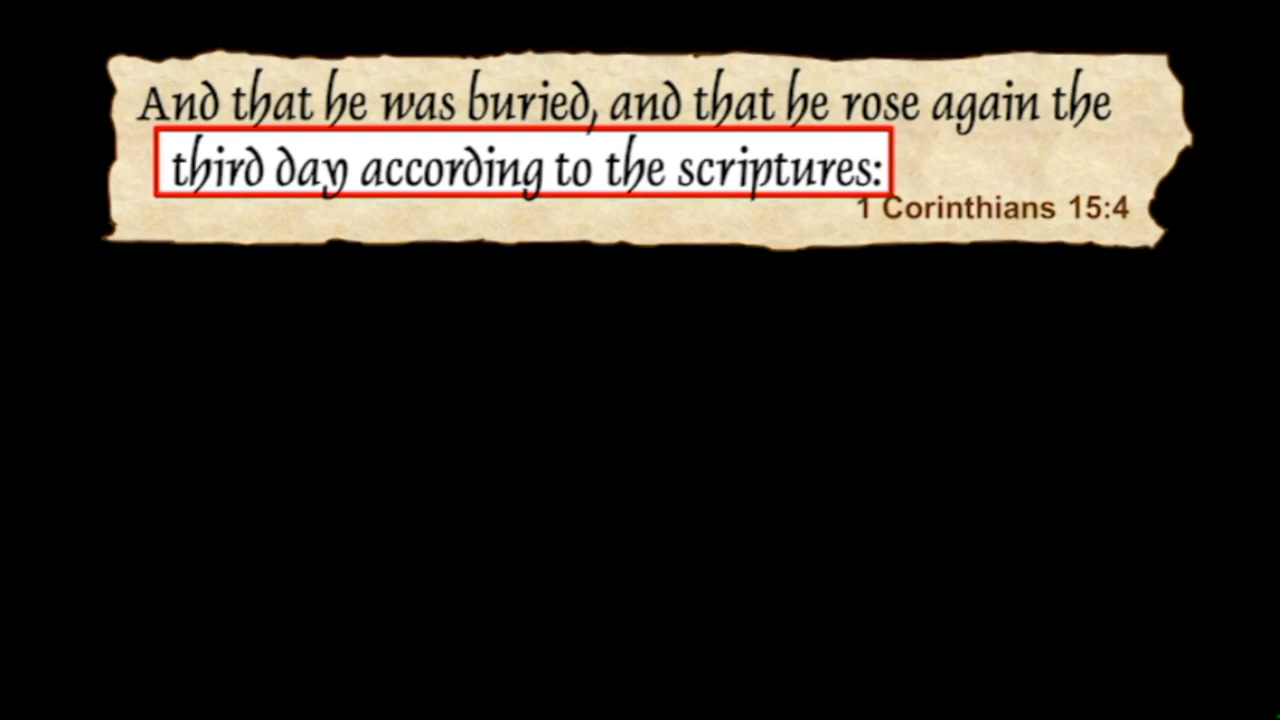 And that he was buried, and that he rose again the
third day according to the scriptures:
1 Corinthians 15:4